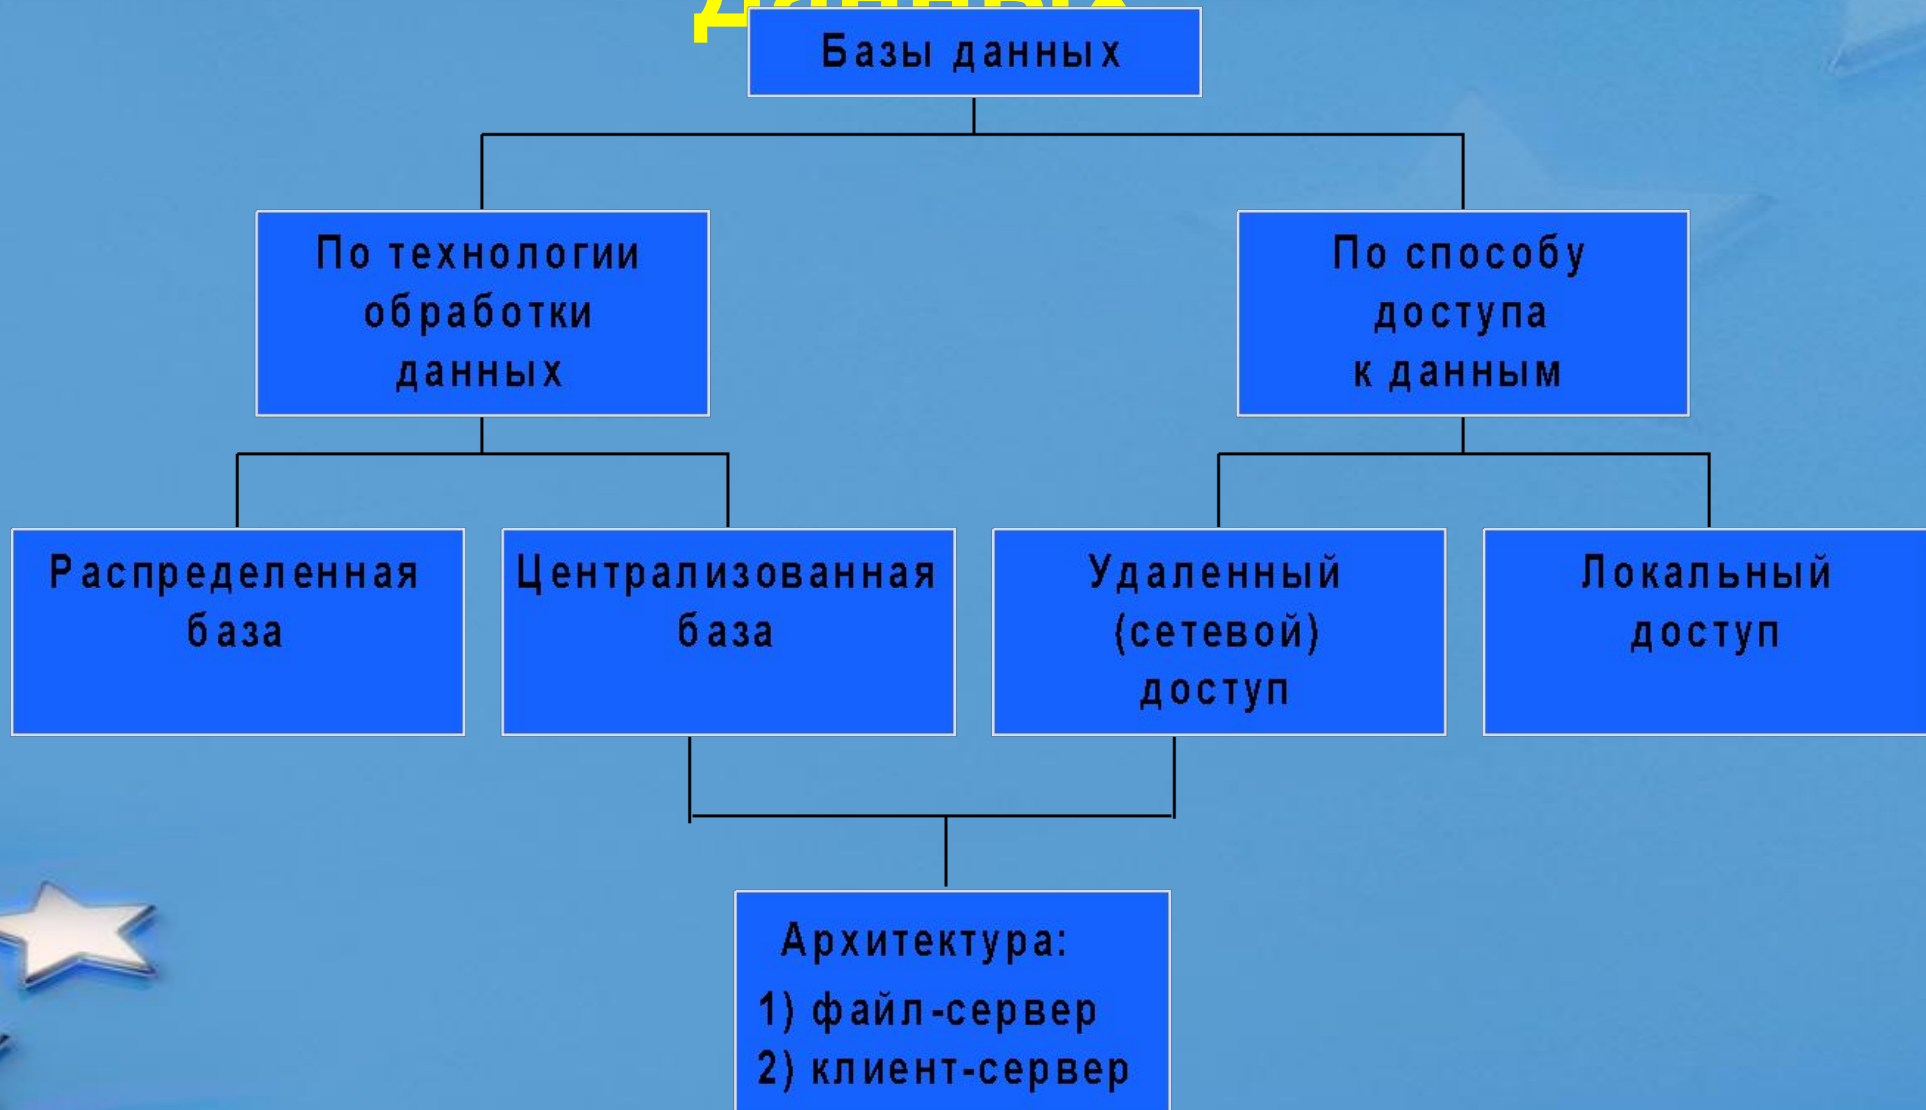 данных
Базы данных
По технологии
обработки
данных
По способу
доступа
к данным
Распределенная
база
Централизованная
база
Удаленный
(сетевой)
доступ
Локальный
доступ
Архитектура:
1) файл-сервер
2) клиент-сервер